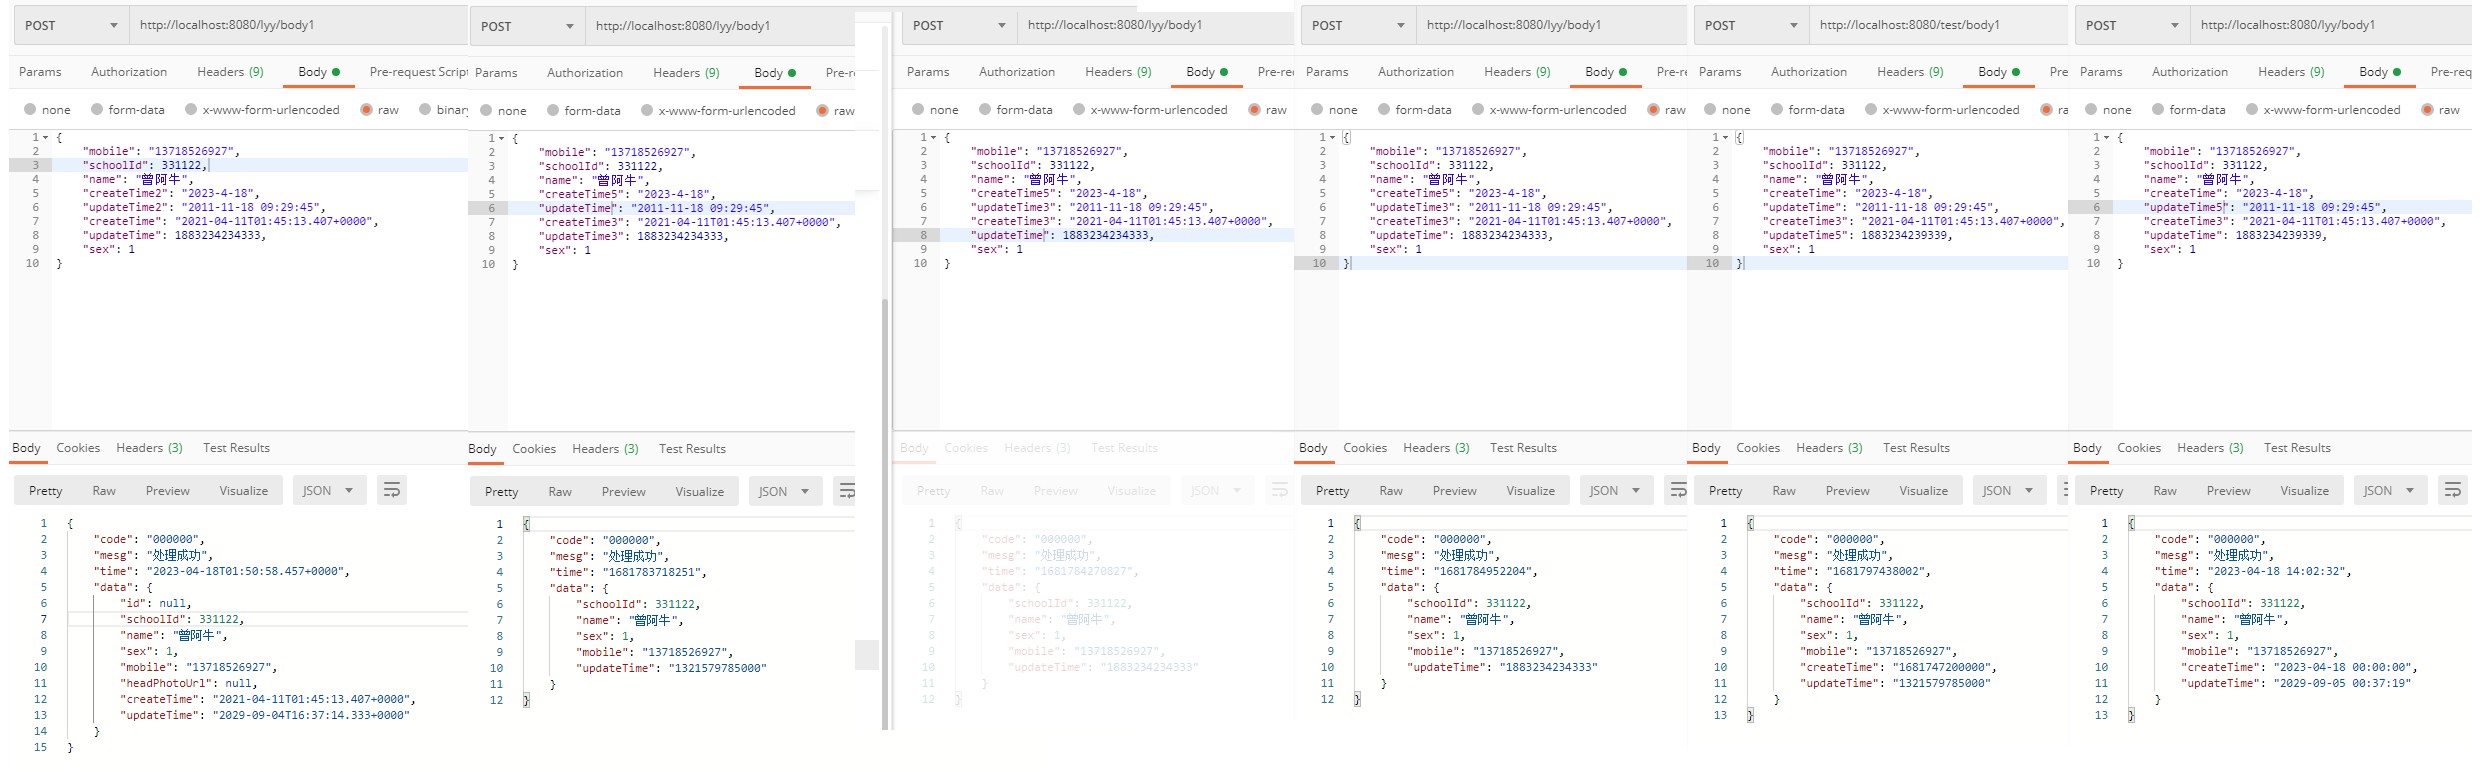 POST http://localhost:8080/lyy/body1
Params Authorization Headers (9) Body Pre-request Script
none form-data x-www-form-urlencoded raw binary
1 {
2 "mobile": "13718526927",
3 "schoolId": 331122,
4 "name": "曾阿牛",
5 "createTime2": "2023-4-18",
6 "updateTime2": "2011-11-18 09:29:45",
7 "createTime": "2021-04-11T01:45:13.407+0000",
8 "updateTime": 1883234234333,
9 "sex": 1
10 }
Body Cookies Headers (3) Test Results
Pretty Raw Preview Visualize JSON
1 {
2 "code": "000000",
3 "mesg": "处理成功",
4 "time": "2023-04-18T01:50:58.457+0000",
5 "data": {
6 "id": null,
7 "schoolId": 331122,
8 "name": "曾阿牛",
9 "sex": 1,
10 "mobile": "13718526927",
11 "headPhotoUrl": null,
12 "createTime": "2021-04-11T01:45:13.407+0000",
13 "updateTime": "2029-09-04T16:37:14.333+0000"
14 }
15 }
POST http://localhost:8080/lyy/body1
Params Authorization Headers (9) Body Pre-r
none form-data x-www-form-urlencoded raw
1 {
2 "mobile": "13718526927",
3 "schoolId": 331122,
4 "name": "曾阿牛",
5 "createTime5": "2023-4-18",
6 "updateTime": "2011-11-18 09:29:45",
7 "createTime3": "2021-04-11T01:45:13.407+0000",
8 "updateTime3": 1883234234333,
9 "sex": 1
10 }
Body Cookies Headers (3) Test Results
Pretty Raw Preview Visualize JSON
1 {
2 "code": "000000",
3 "mesg": "处理成功",
4 "time": "1681783718251",
5 "data": {
6 "schoolId": 331122,
7 "name": "曾阿牛",
8 "sex": 1,
9 "mobile": "13718526927",
10 "updateTime": "1321579785000"
11 }
12 }
POST http://localhost:8080/lyy/body1
Params Authorization Headers (9) Body Pre-rec
none form-data x-www-form-urlencoded raw
1 {
2 "mobile": "13718526927",
3 "schoolId": 331122,
4 "name": "曾阿牛",
5 "createTime5": "2023-4-18",
6 "updateTime3": "2011-11-18 09:29:45",
7 "createTime3": "2021-04-11T01:45:13.407+0000",
8 "updateTime": 1883234234333,
9 "sex": 1
10 }
Body Cookies Headers (3) Test Results
Pretty Raw Preview Visualize JSON
1 {
2 "code": "000000",
3 "mesg": "处理成功",
4 "time": "1681784270827",
5 "data": {
6 "schoolId": 331122,
7 "name": "曾阿牛",
8 "sex": 1,
9 "mobile": "13718526927",
10 "updateTime": "1883234234333"
11 }
12 }
POST http://localhost:8080/lyy/body1
Params Authorization Headers (9) Body Pre-r
none form-data x-www-form-urlencoded raw
1 {
2 "mobile": "13718526927",
3 "schoolId": 331122,
4 "name": "曾阿牛",
5 "createTime5": "2023-4-18",
6 "updateTime3": "2011-11-18 09:29:45",
7 "createTime3": "2021-04-11T01:45:13.407+0000",
8 "updateTime": 1883234234333,
9 "sex": 1
10 }
Body Cookies Headers (3) Test Results
Pretty Raw Preview Visualize JSON
1 {
2 "code": "000000",
3 "mesg": "处理成功",
4 "time": "1681784952204",
5 "data": {
6 "schoolId": 331122,
7 "name": "曾阿牛",
8 "sex": 1,
9 "mobile": "13718526927",
10 "updateTime": "1883234234333"
11 }
12 }
POST http://localhost:8080/test/body1
Params Authorization Headers (9) Body Pre
none form-data x-www-form-urlencoded ra
1 {
2 "mobile": "13718526927",
3 "schoolId": 331122,
4 "name": "曾阿牛",
5 "createTime": "2023-4-18",
6 "updateTime": "2011-11-18 09:29:45",
7 "createTime3": "2021-04-11T01:45:13.407+0000",
8 "updateTime5": 1883234239339,
9 "sex": 1
10 }
Body Cookies Headers (3) Test Results
Pretty Raw Preview Visualize JSON
1 {
2 "code": "000000",
3 "mesg": "处理成功",
4 "time": "1681797438002",
5 "data": {
6 "schoolId": 331122,
7 "name": "曾阿牛",
8 "sex": 1,
9 "mobile": "13718526927",
10 "createTime": "1681747200000",
11 "updateTime": "1321579785000"
12 }
13 }
POST http://localhost:8080/lyy/body1
Params Authorization Headers (9) Body Pre-req
none form-data x-www-form-urlencoded raw
1 {
2 "mobile": "13718526927",
3 "schoolId": 331122,
4 "name": "曾阿牛",
5 "createTime": "2023-4-18",
6 "updateTime5": "2011-11-18 09:29:45",
7 "createTime3": "2021-04-11T01:45:13.407+0000",
8 "updateTime": 1883234239339,
9 "sex": 1
10 }
Body Cookies Headers (3) Test Results
Pretty Raw Preview Visualize JSON
1 {
2 "code": "000000",
3 "mesg": "处理成功",
4 "time": "2023-04-18 14:02:32",
5 "data": {
6 "schoolId": 331122,
7 "name": "曾阿牛",
8 "sex": 1,
9 "mobile": "13718526927",
10 "createTime": "2023-04-18 00:00:00",
11 "updateTime": "2029-09-05 00:37:19"
12 }
13 }